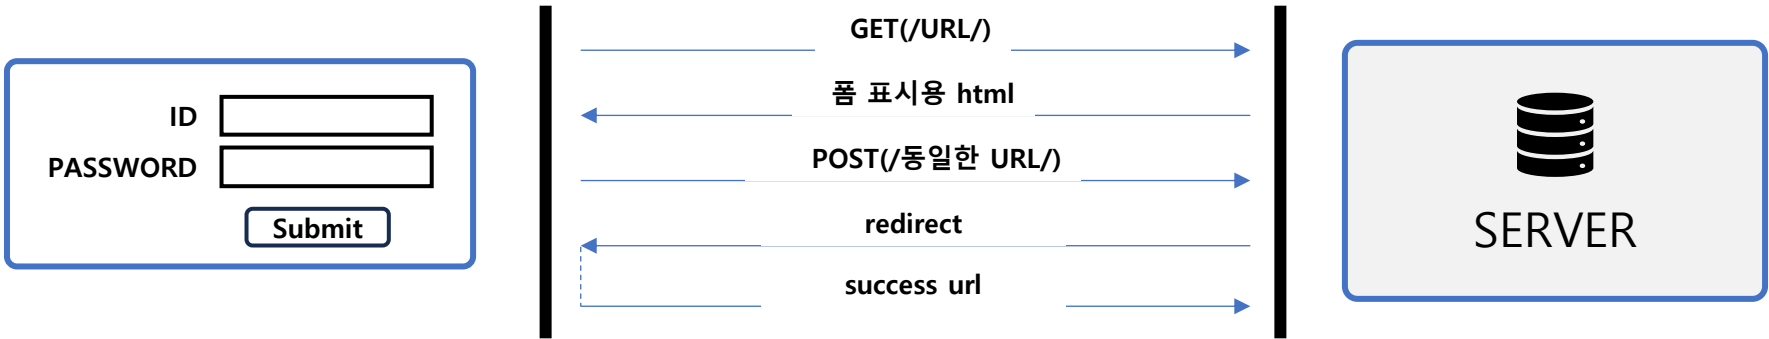 ID
PASSWORD
Submit
GET(/URL/)
폼 표시용 html
POST(/동일한 URL/)
redirect
success url
SERVER